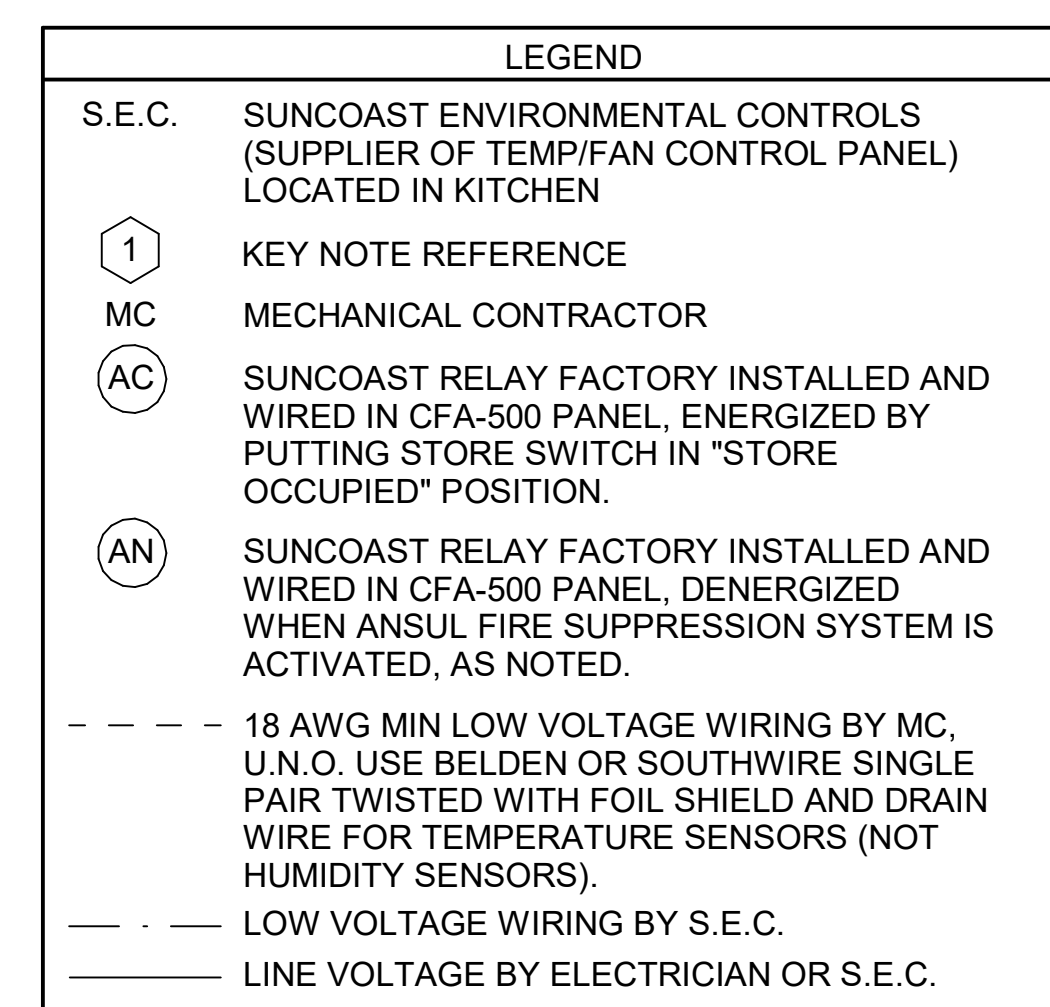 LEGEND
S.E.C. SUNCOAST ENVIRONMENTAL CONTROLS
(SUPPLIER OF TEMP/FAN CONTROL PANEL)
LOCATED IN KITCHEN
1 KEY NOTE REFERENCE
MC MECHANICAL CONTRACTOR
AC SUNCOAST RELAY FACTORY INSTALLED AND
WIRED IN CFA-500 PANEL, ENERGIZED BY
PUTTING STORE SWITCH IN "STORE
OCCUPIED" POSITION.
AN SUNCOAST RELAY FACTORY INSTALLED AND
WIRED IN CFA-500 PANEL, DENERGIZED
WHEN ANSUL FIRE SUPPRESSION SYSTEM IS
ACTIVATED, AS NOTED.
18 AWG MIN LOW VOLTAGE WIRING BY MC,
U.N.O. USE BELDEN OR SOUTHWIRE SINGLE
PAIR TWISTED WITH FOIL SHIELD AND DRAIN
WIRE FOR TEMPERATURE SENSORS (NOT
HUMIDITY SENSORS).
LOW VOLTAGE WIRING BY S.E.C.
LINE VOLTAGE BY ELECTRICIAN OR S.E.C.